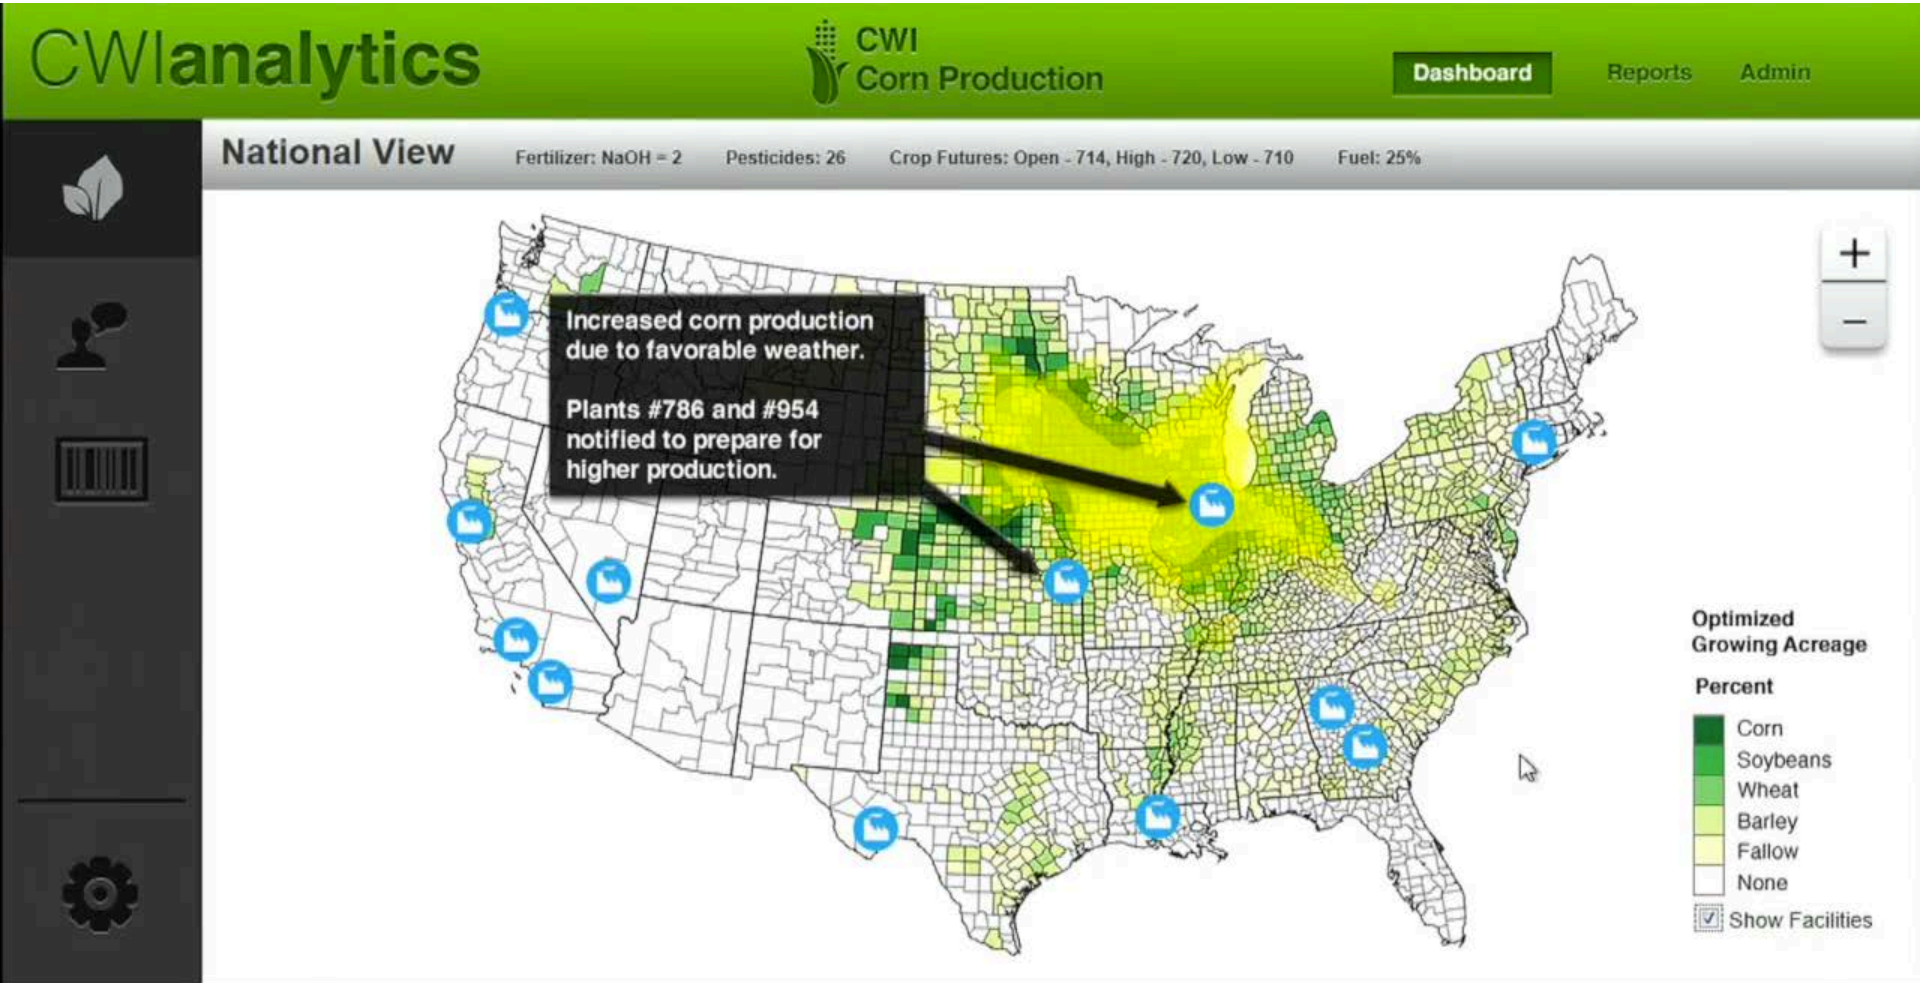 CWIanalytics
CWI
Corn Production
Dashboard
Reports
Admin
National View
Fertilizer: NaOH = 2
Pesticides: 26
Crop Futures: Open - 714, High - 720, Low - 710
Fuel: 25%
+
−
Increased corn production
due to favorable weather.
Plants #786 and #954
notified to prepare for
higher production.
Optimized
Growing Acreage
Percent
Corn
Soybeans
Wheat
Barley
Fallow
None
Show Facilities